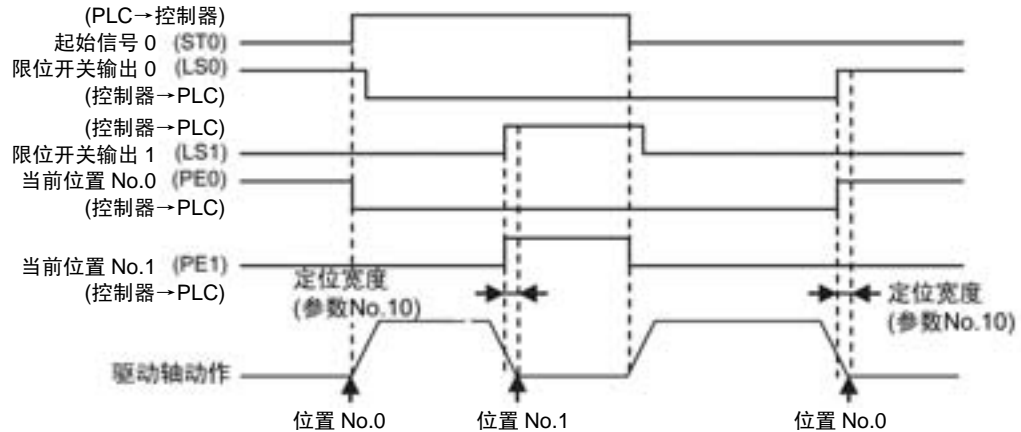 (PLC→控制器)
起始信号 0 (ST0)
限位开关输出 0 (LS0)
(控制器→PLC)
(控制器→PLC)
限位开关输出 1 (LS1)
当前位置 No.0 (PE0)
(控制器→PLC)
当前位置 No.1 (PE1)
(控制器→PLC)
定位宽度
(参数No.10)
定位宽度
(参数No.10)
驱动轴动作
位置 No.0
位置 No.1
位置 No.0